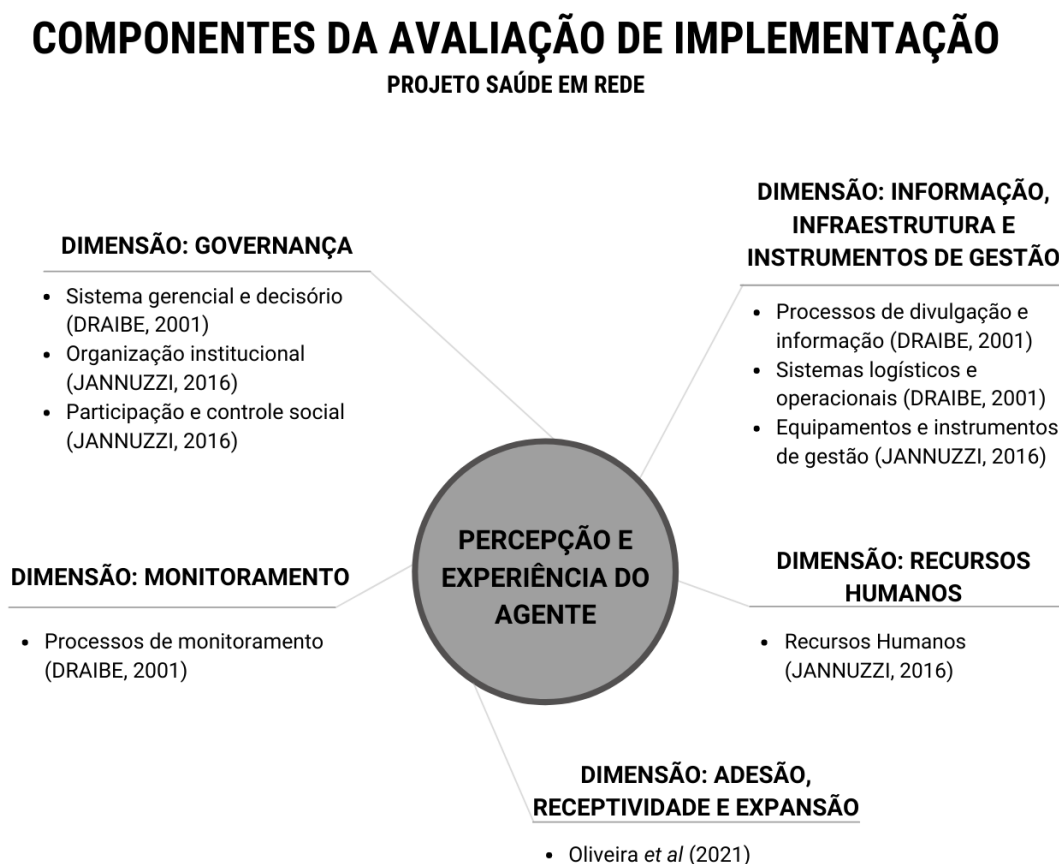 COMPONENTES DA AVALIAÇÃO DE IMPLEMENTAÇÃO
PROJETO SAÚDE EM REDE
DIMENSÃO: GOVERNANÇA
• Sistema gerencial e decisório
(DRAIBE, 2001)
• Organização institucional
(JANNUZZI, 2016)
• Participação e controle social
(JANNUZZI, 2016)
DIMENSÃO: INFORMAÇÃO,
INFRAESTRUTURA E
INSTRUMENTOS DE GESTÃO
• Processos de divulgação e
informação (DRAIBE, 2001)
• Sistemas logísticos e
operacionais (DRAIBE, 2001)
• Equipamentos e instrumentos
de gestão (JANNUZZI, 2016)
PERCEPÇÃO E
EXPERIÊNCIA DO
AGENTE
DIMENSÃO: MONITORAMENTO
• Processos de monitoramento
(DRAIBE, 2001)
DIMENSÃO: RECURSOS
HUMANOS
• Recursos Humanos
(JANNUZZI, 2016)
DIMENSÃO: ADESÃO,
RECEPTIVIDADE E EXPANSÃO
• Oliveira et al (2021)